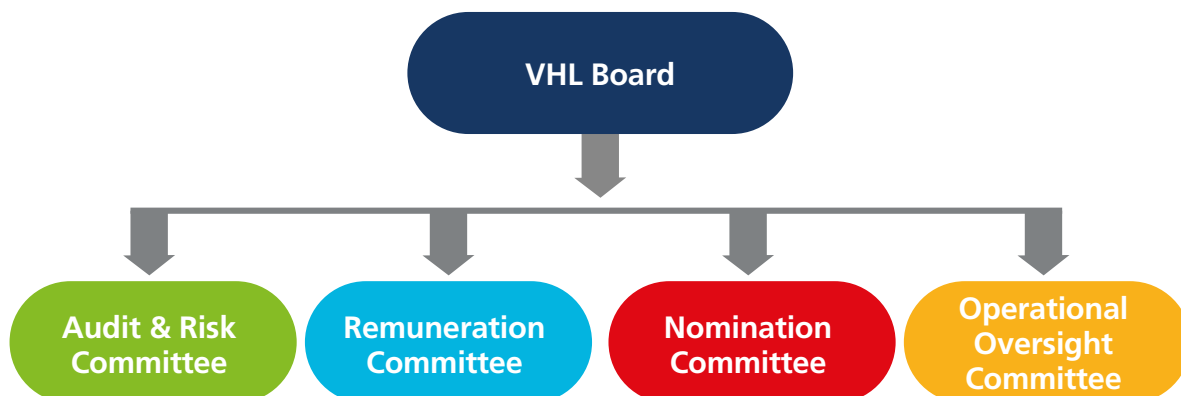 VHL Board
Audit & Risk
Committee
Remuneration
Committee
Nomination
Committee
Operational
Oversight
Committee